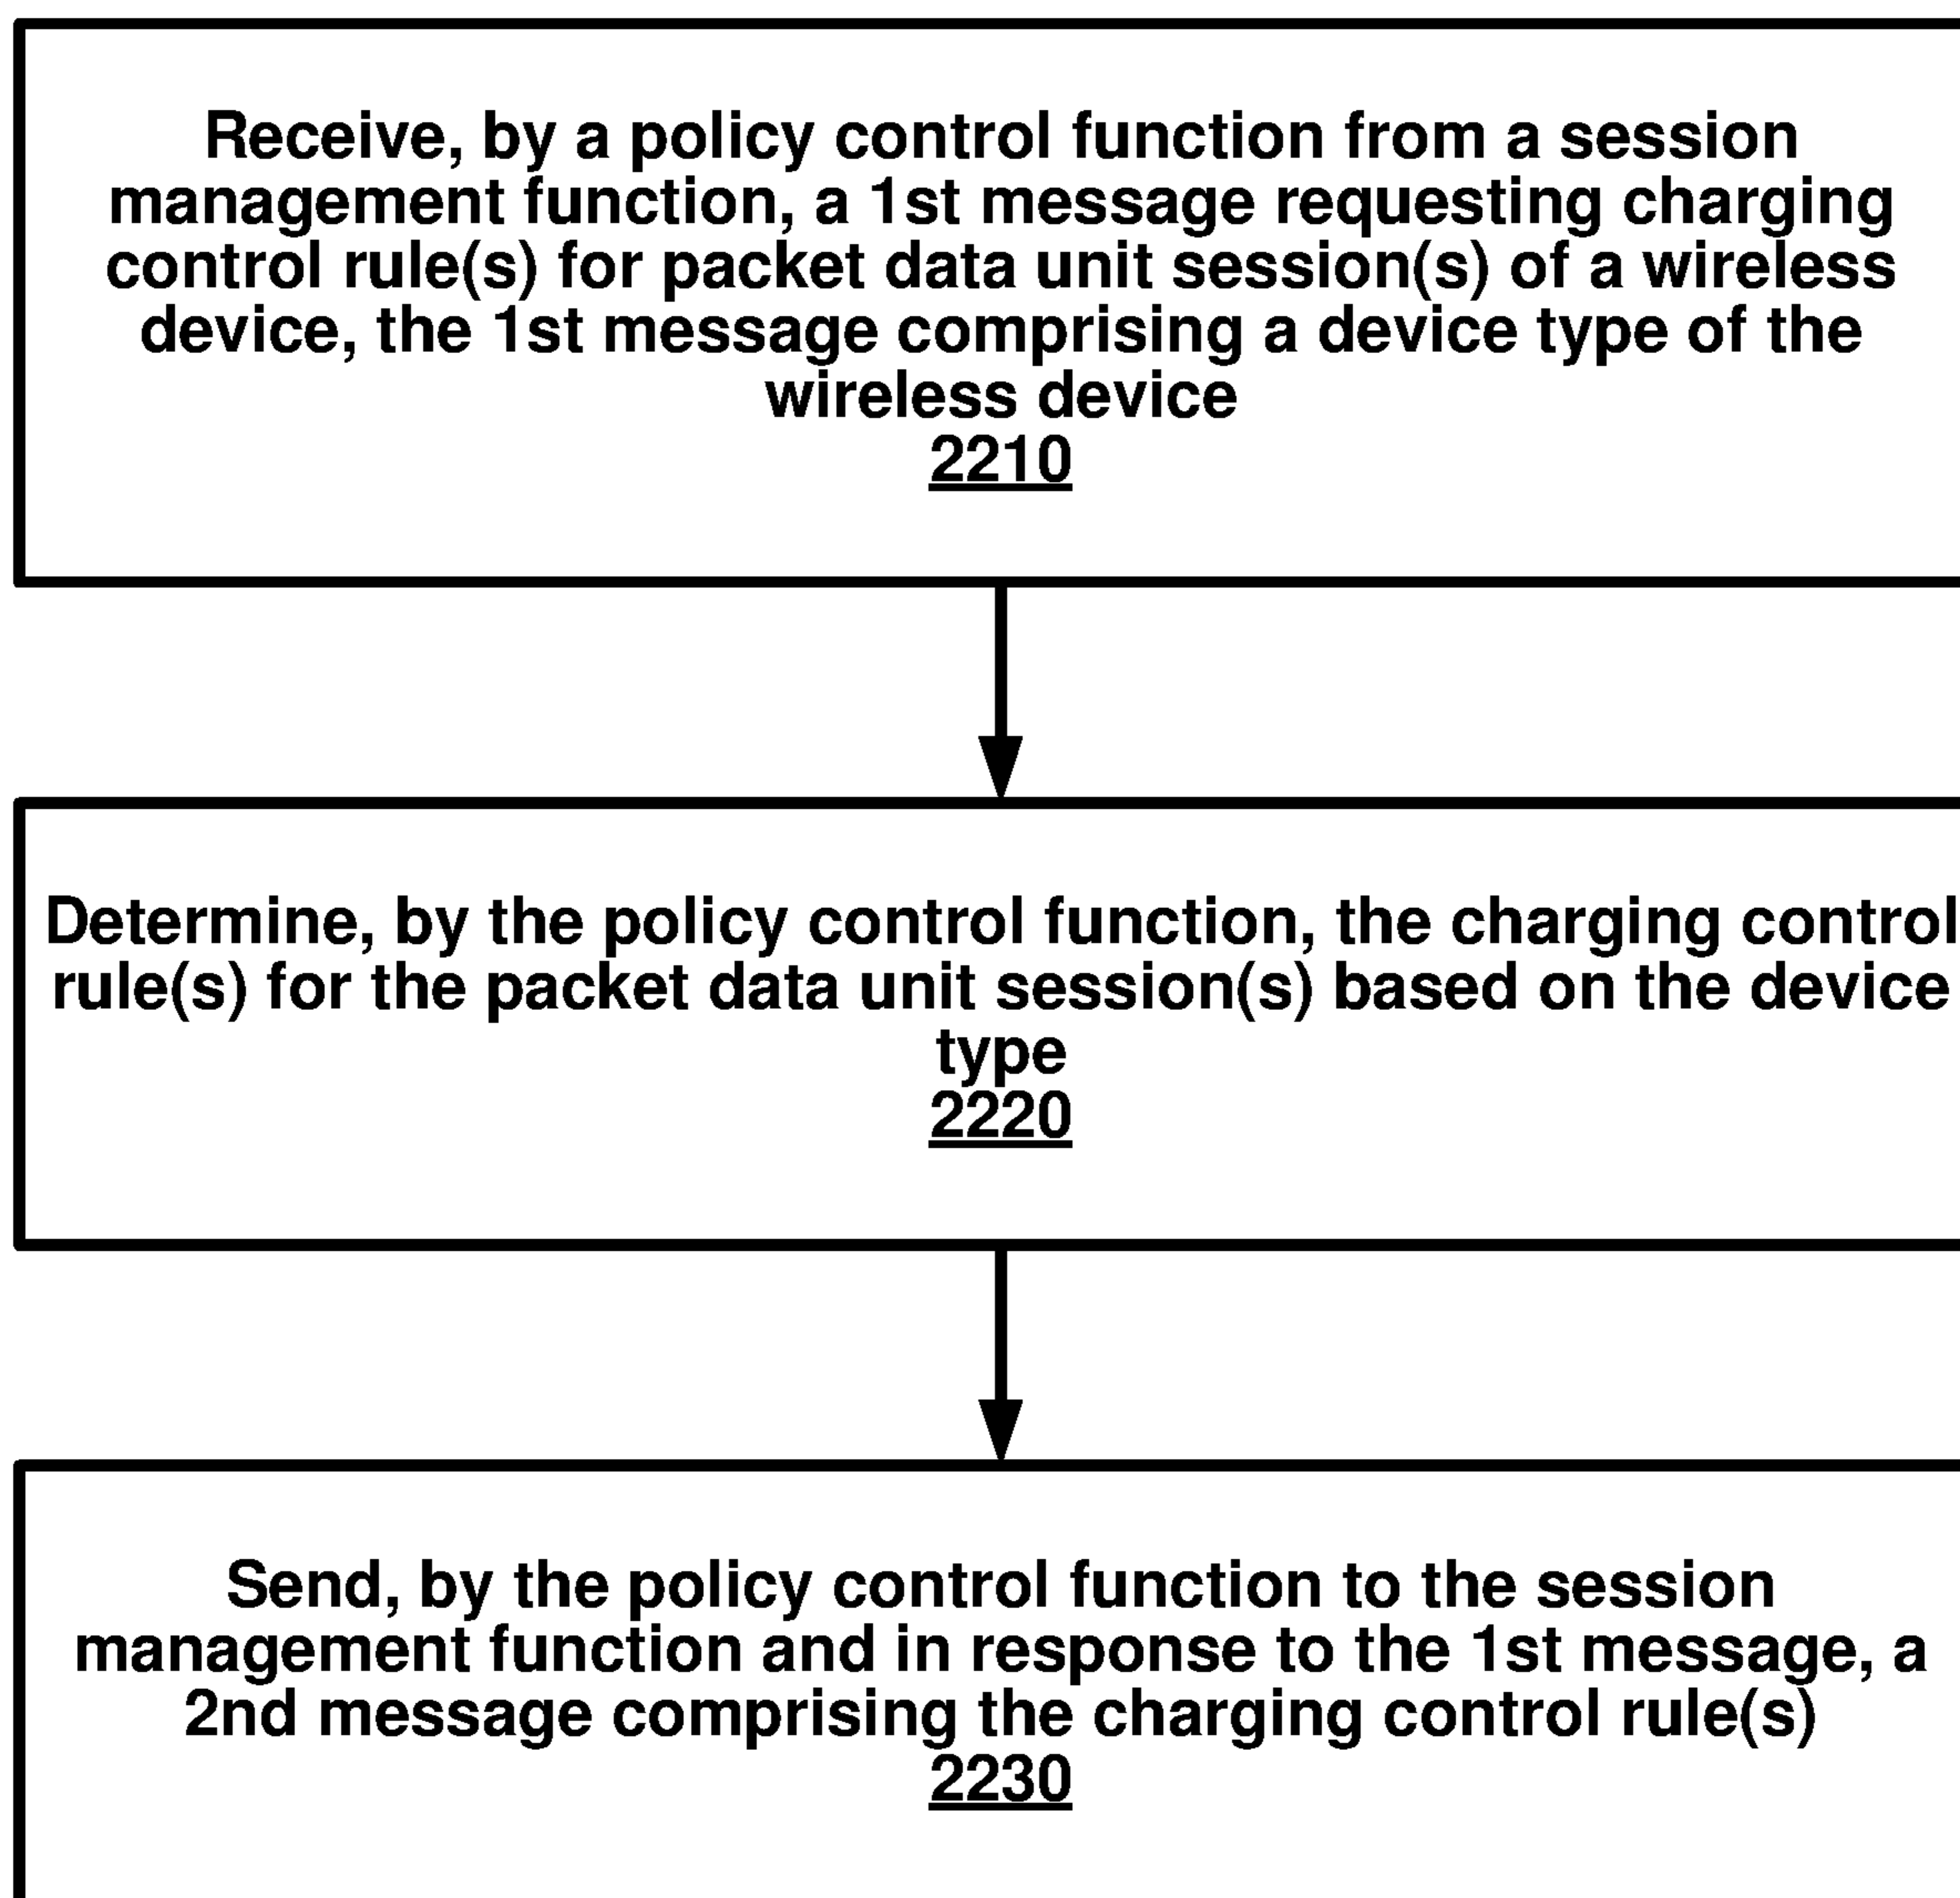 Receive, by a policy control function from a session
management function, a 1st message requesting charging
control rule(s) for packet data unit session(s) of a wireless
device, the 1st message comprising a device type of the
wireless device
2210
Determine, by the policy control function, the charging control
rule(s) for the packet data unit session(s) based on the device
type
2220
Send, by the policy control function to the session
management function and in response to the 1st message, a
2nd message comprising the charging control rule(s)
2230